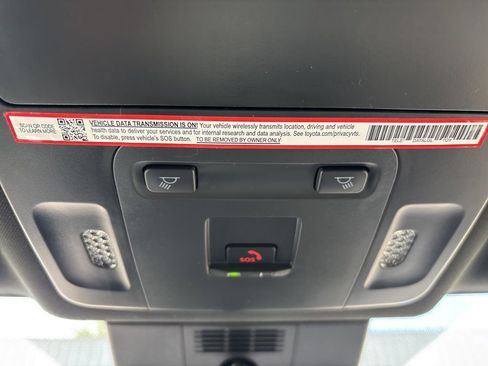 SCAN QR CODE
TO LEARN MORE
VEHICLE DATA TRANSMISSION IS ON! Your vehicle wirelessly transmits location, driving and vehicle
health data to deliver your services and for internal research and data analysis. See toyota.com/privacyvts.
To disable, press vehicle's SOS button. TO BE REMOVED BY OWNER ONLY
SOS